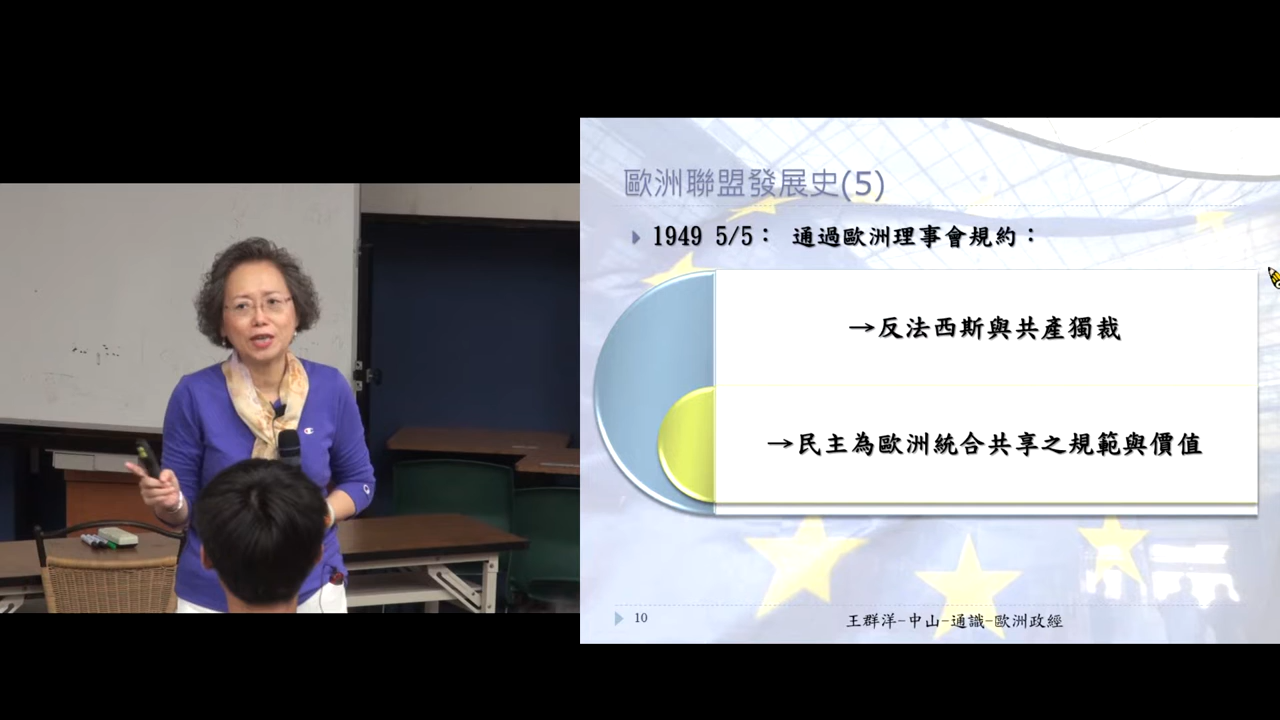 歐洲聯盟發展史(5)
1949 5/5： 通過歐洲理事會規約：
→反法西斯與共產獨裁
→民主為歐洲統合共享之規範與價值
10
王群洋-中山-通識-歐洲政經